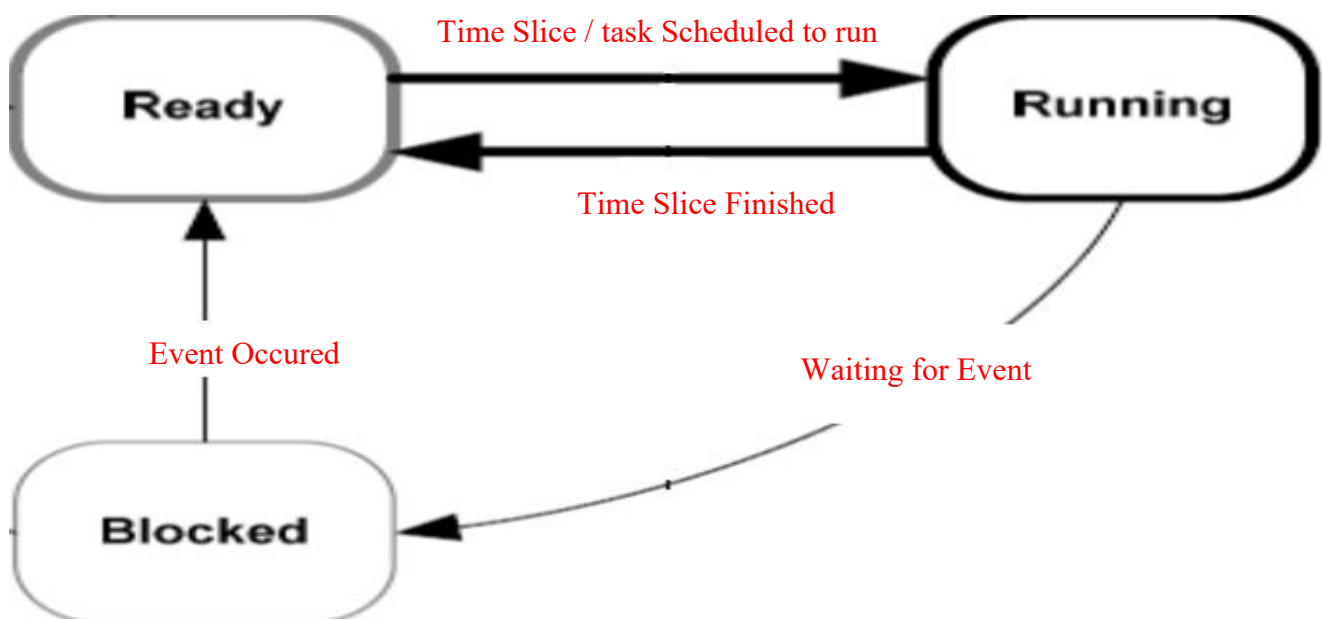 Time Slice / task Scheduled to run
Ready
Running
Time Slice Finished
Event Occured
Waiting for Event
Blocked